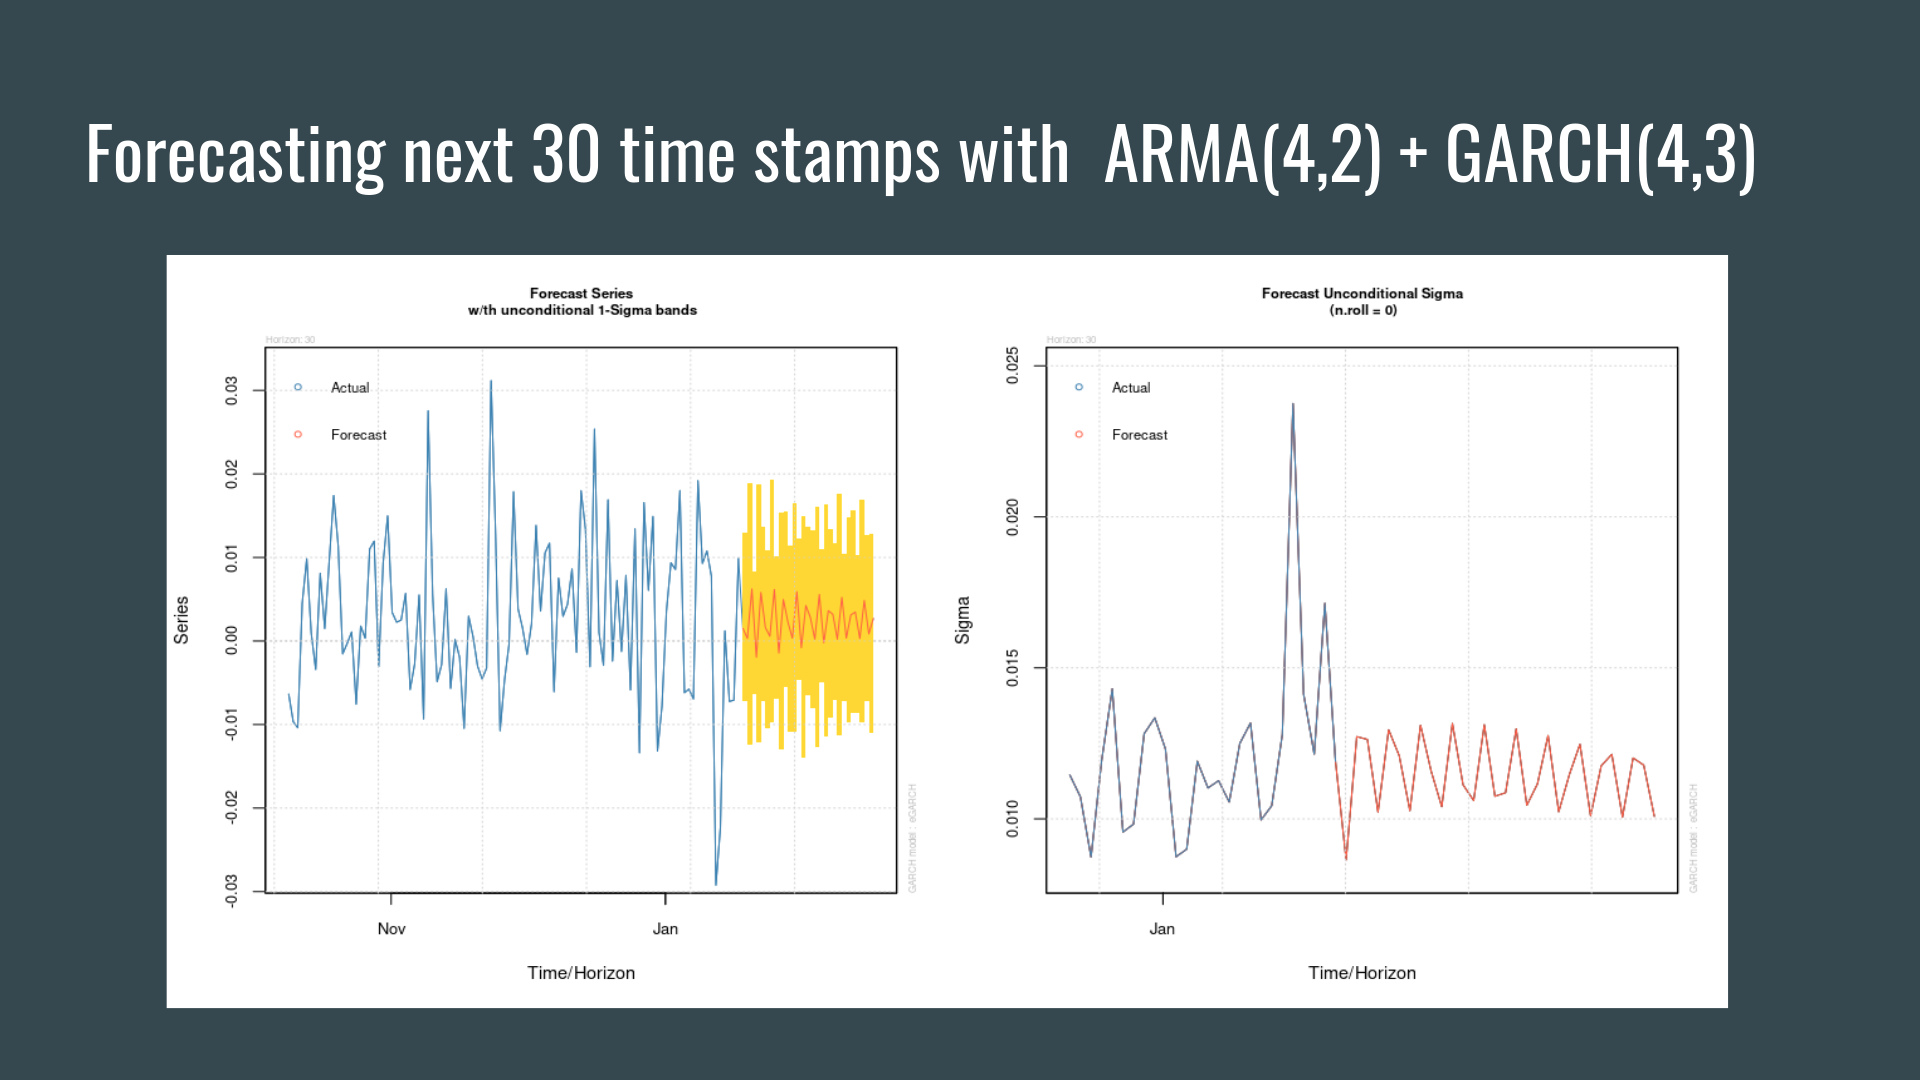 Forecasting next 30 time stamps with ARMA(4,2) + GARCH(4,3)
Forecast Series
w/th unconditional 1-Sigma bands
Horizon: 30
Actual
Forecast
0.03
0.02
0.01
0.00
-0.01
-0.02
-0.03
Series
GARCH model : eGARCH
Nov
Jan
Time/Horizon
Forecast Unconditional Sigma
(n.roll = 0)
Horizon: 30
Actual
Forecast
0.025
0.020
0.015
0.010
Sigma
GARCH model : eGARCH
Jan
Time/Horizon